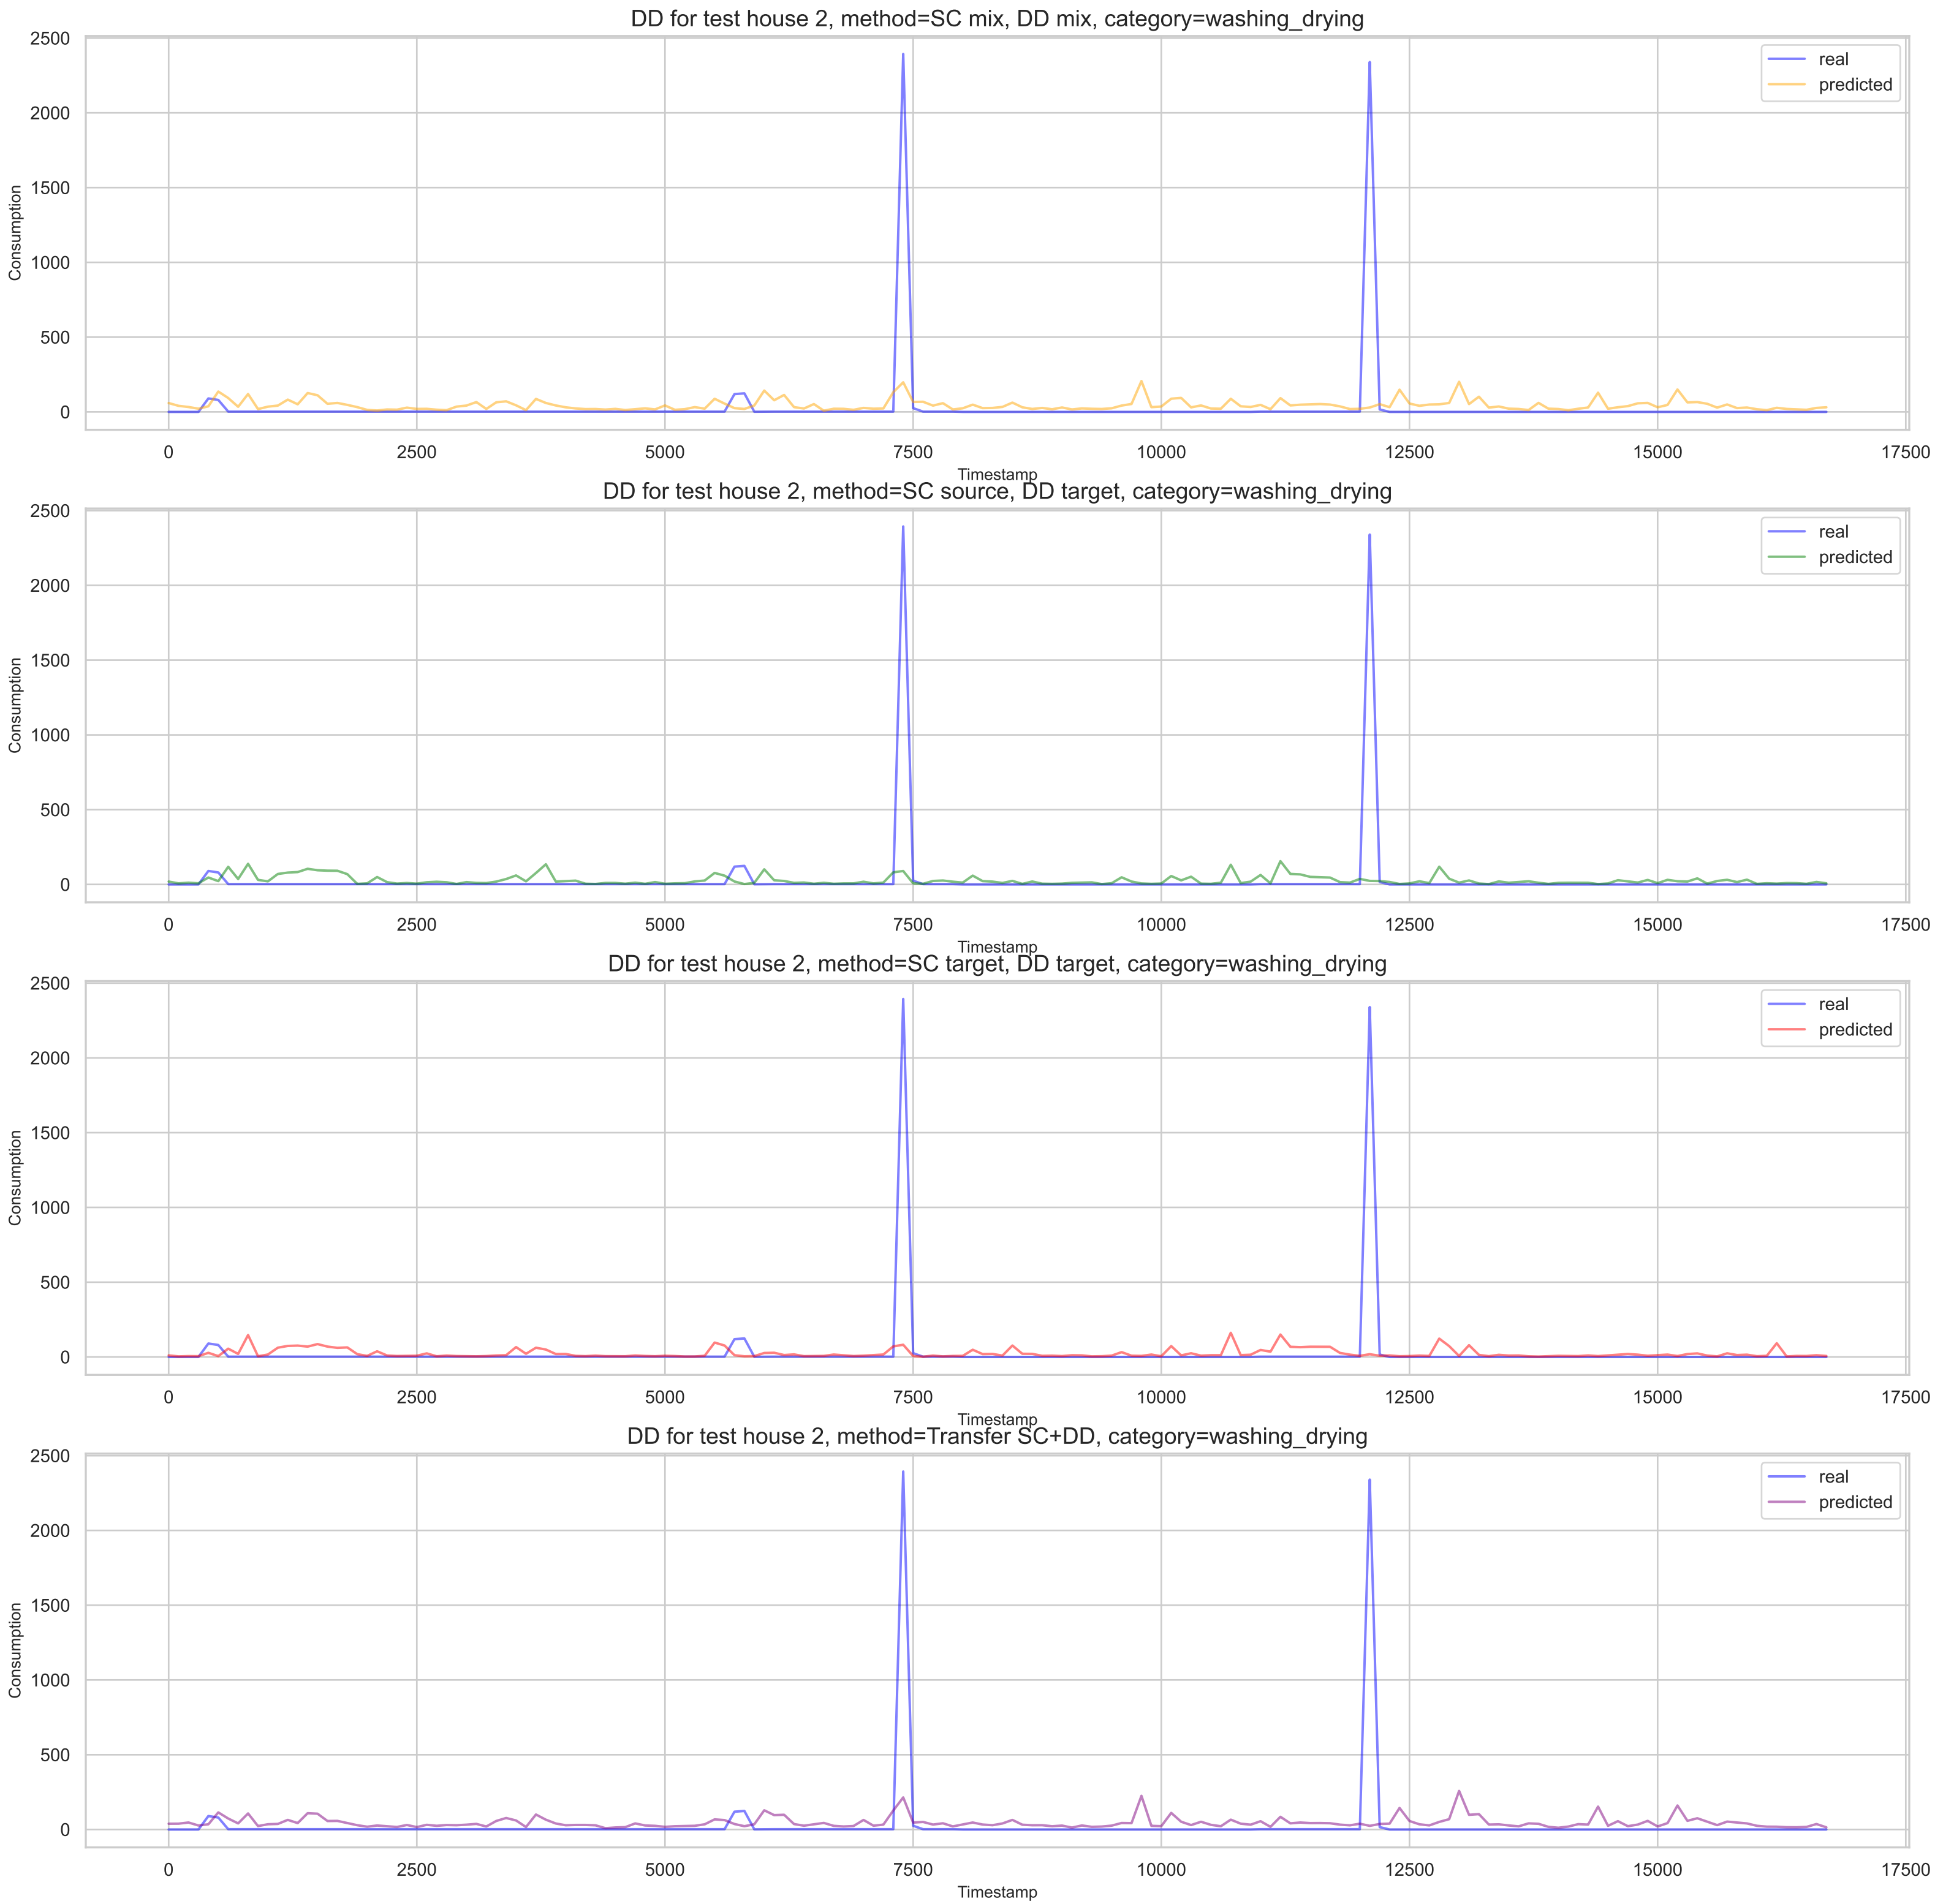 DD for test house 2, method=SC mix, DD mix, category=washing_drying
2500
2000
1500
1000
500
0
Consumption
real
predicted
0 2500 5000 7500 10000 12500 15000 17500
Timestamp
DD for test house 2, method=SC source, DD target, category=washing_drying
2500
2000
1500
1000
500
0
Consumption
real
predicted
0 2500 5000 7500 10000 12500 15000 17500
Timestamp
DD for test house 2, method=SC target, DD target, category=washing_drying
2500
2000
1500
1000
500
0
Consumption
real
predicted
0 2500 5000 7500 10000 12500 15000 17500
Timestamp
DD for test house 2, method=Transfer SC+DD, category=washing_drying
2500
2000
1500
1000
500
0
Consumption
real
predicted
0 2500 5000 7500 10000 12500 15000 17500
Timestamp